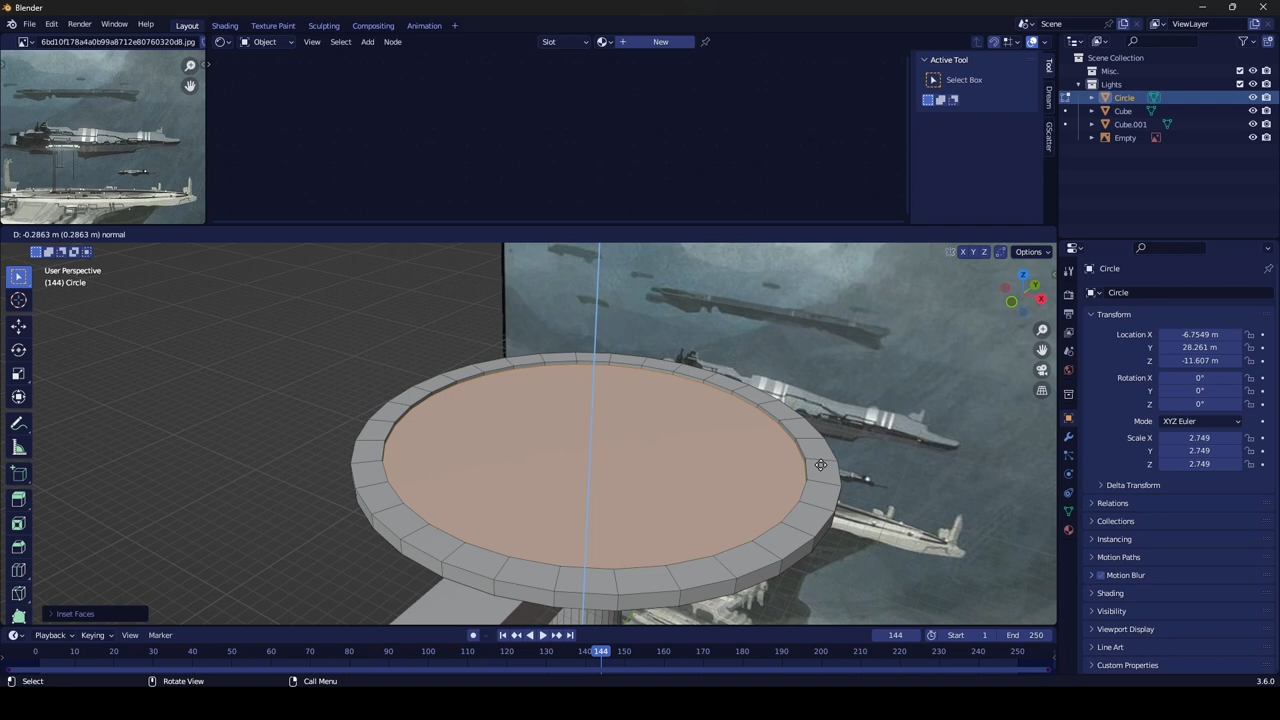 Blender
File Edit Render Window Help Layout Shading Texture Paint Sculpting Compositing Animation Scene ViewLayer
6bd10f178a4a0b99a8712e80760320d8.jpg Object View Select Add Node Slot New
Active Tool
Select Box
Tool
Dream
GScatter
Scene Collection
Misc.
Lights
Circle
Cube
Cube.001
Empty
D: -0.2863 m (0.2863 m) normal
X Y Z Options
User Perspective
(144) Circle
Z
Y
X
Inset Faces
Circle
Circle
Transform
Location X -6.7549 m
Y 28.261 m
Z -11.607 m
Rotation X 0°
Y 0°
Z 0°
Mode XYZ Euler
Scale X 2.749
Y 2.749
Z 2.749
Delta Transform
Relations
Collections
Instancing
Motion Paths
Motion Blur
Shading
Visibility
Viewport Display
Line Art
Custom Properties
Playback Keying View Marker 144 Start 1 End 250
0 10 20 30 40 50 60 70 80 90 100 110 120 130 140 144 150 160 170 180 190 200 210 220 230 240 250
Select Rotate View Call Menu 3.6.0